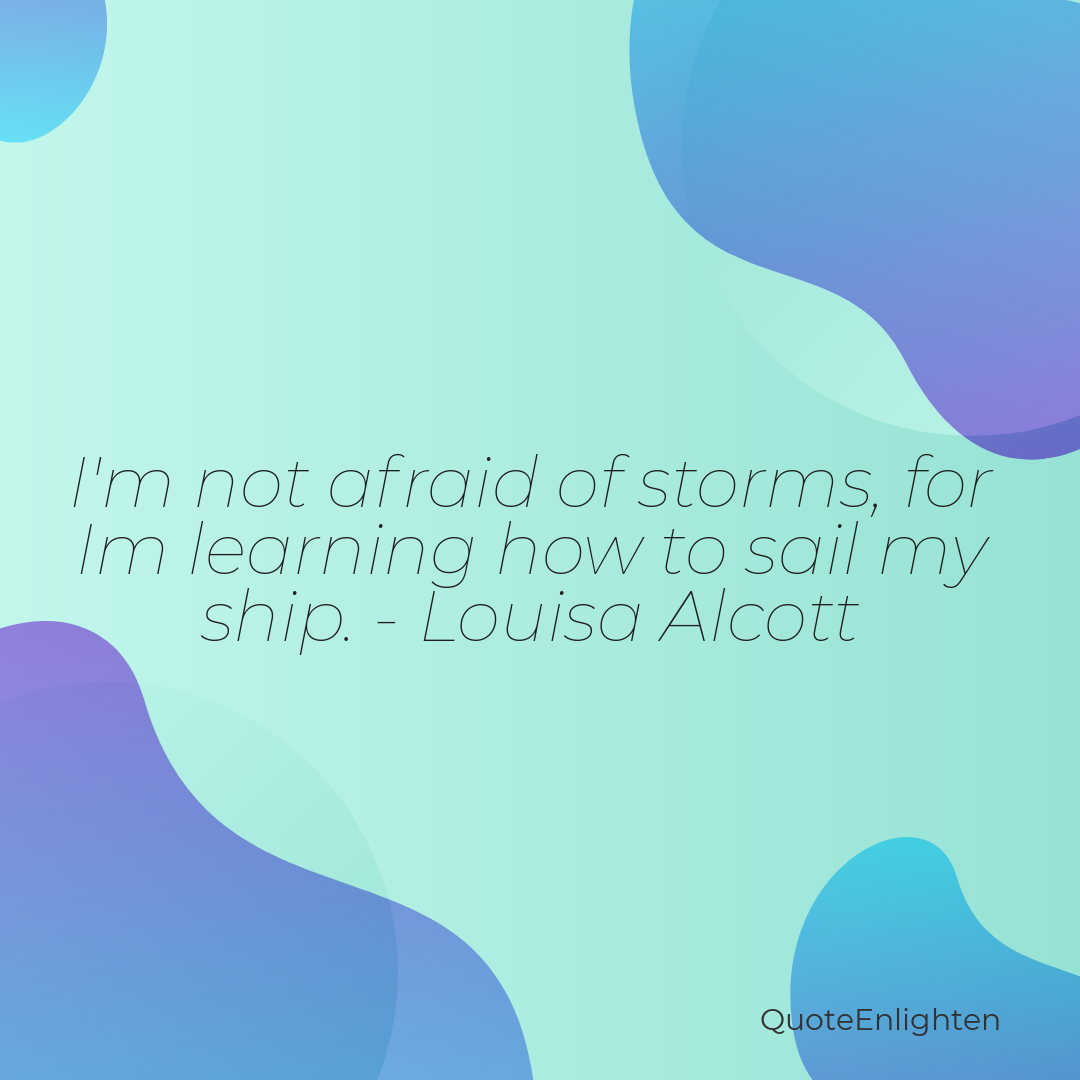 I'm not afraid of storms, for
Im learning how to sail my
ship. - Louisa Alcott
QuoteEnlighten